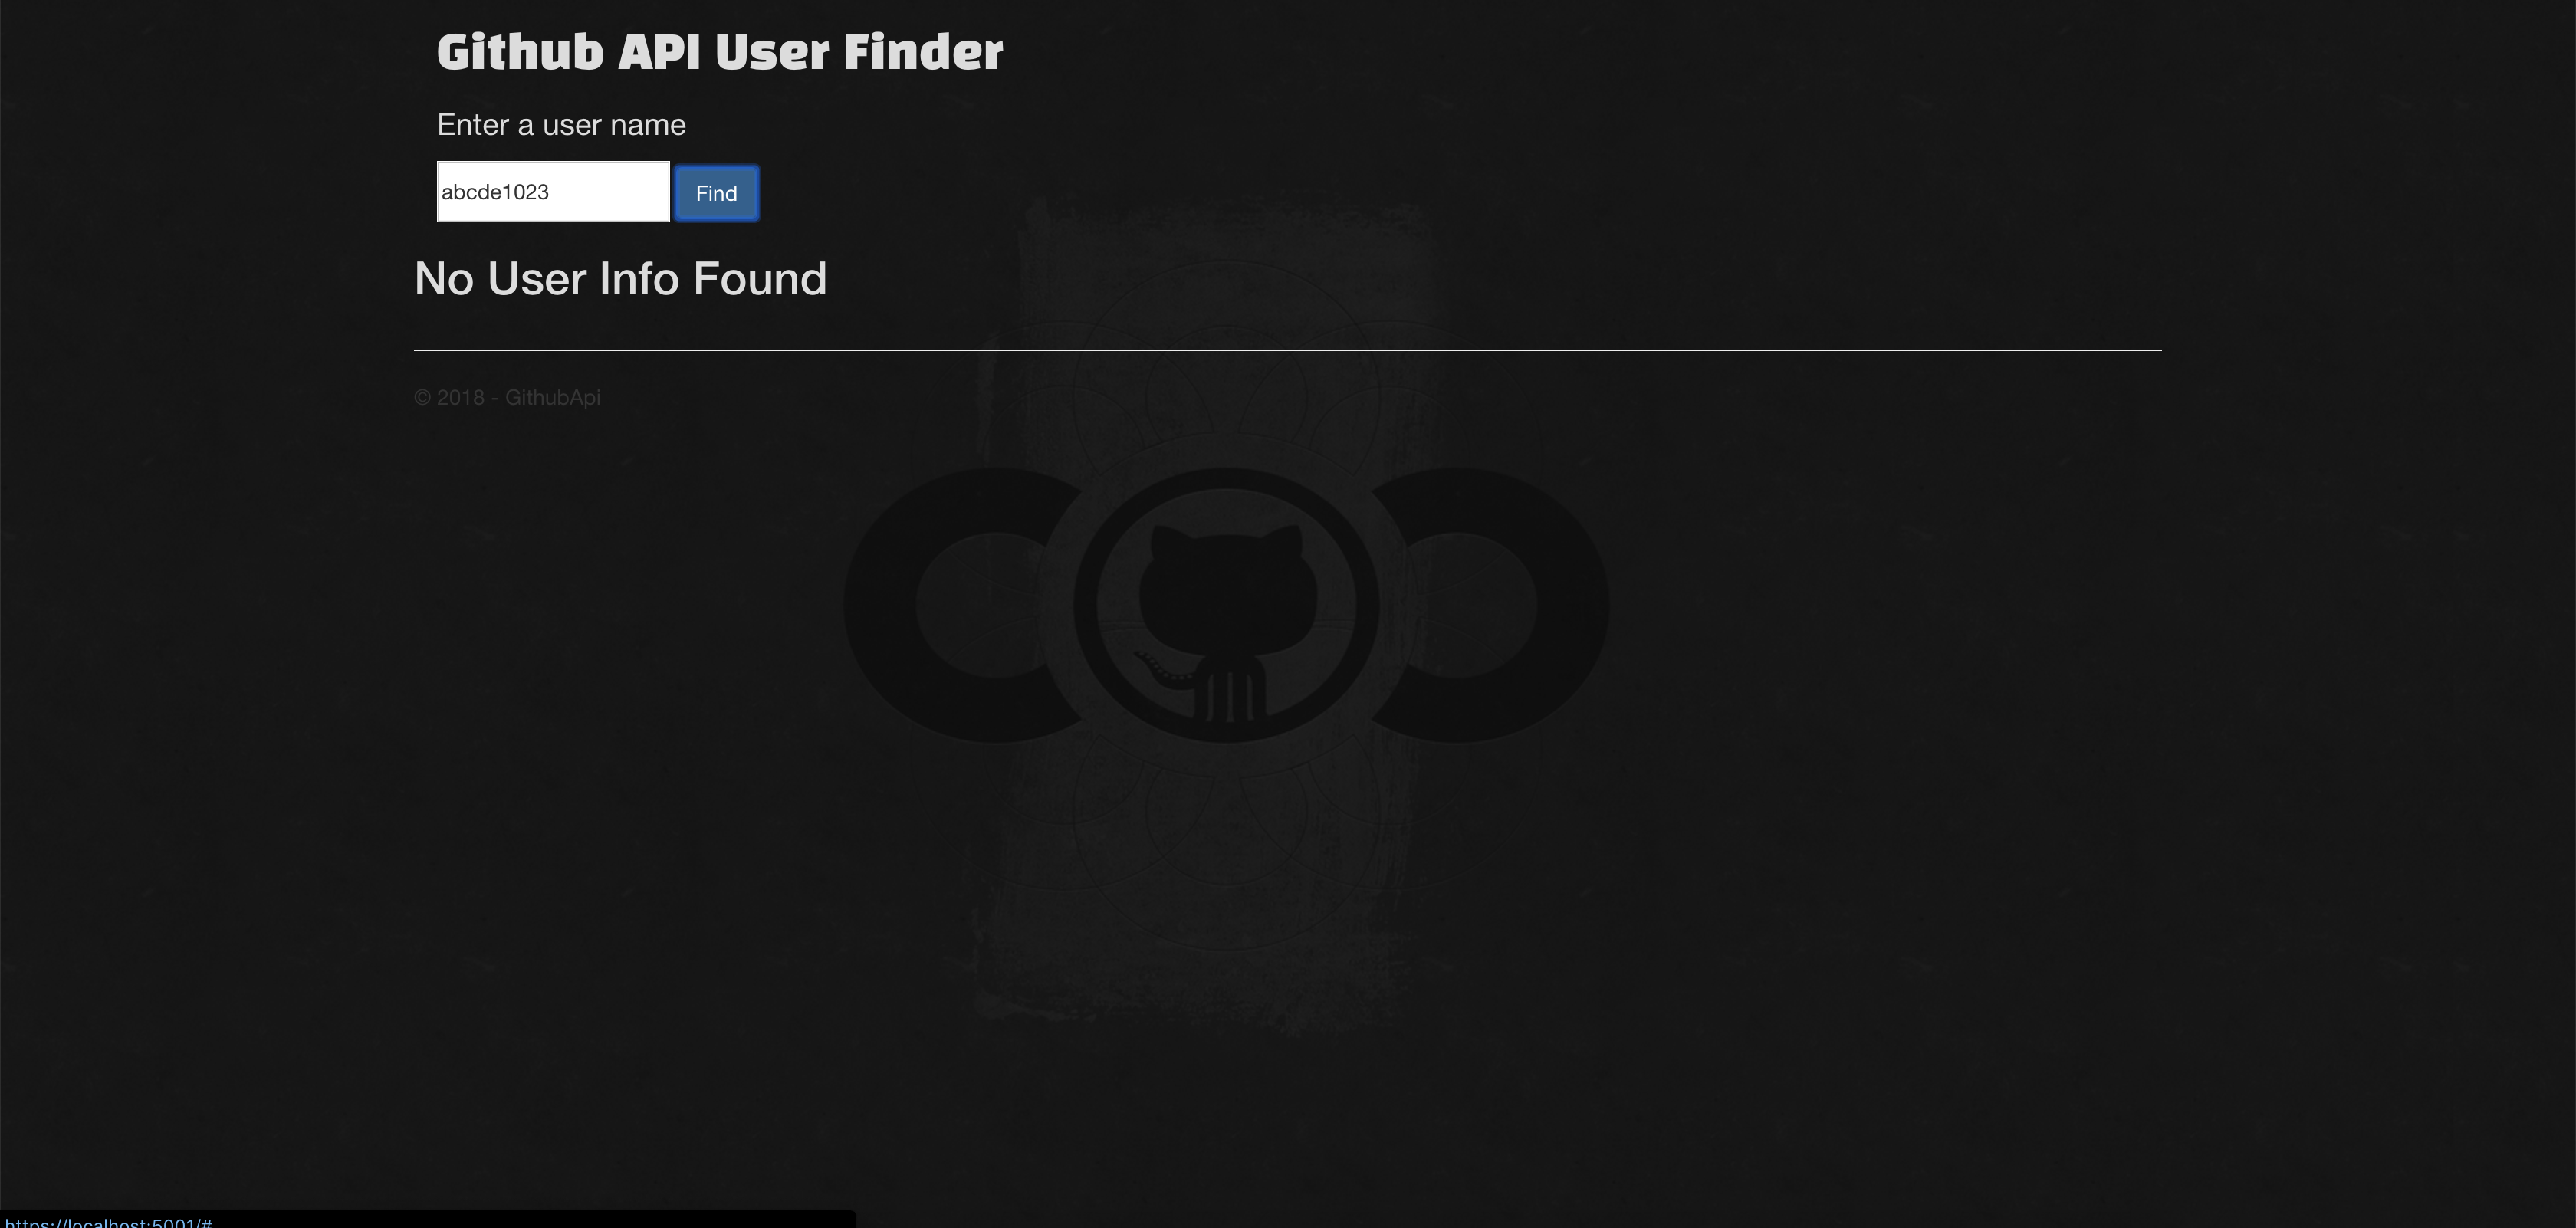 Github API User Finder
Enter a user name
abcde1023 Find
No User Info Found
© 2018 - GithubApi
https://localhost:5001/#